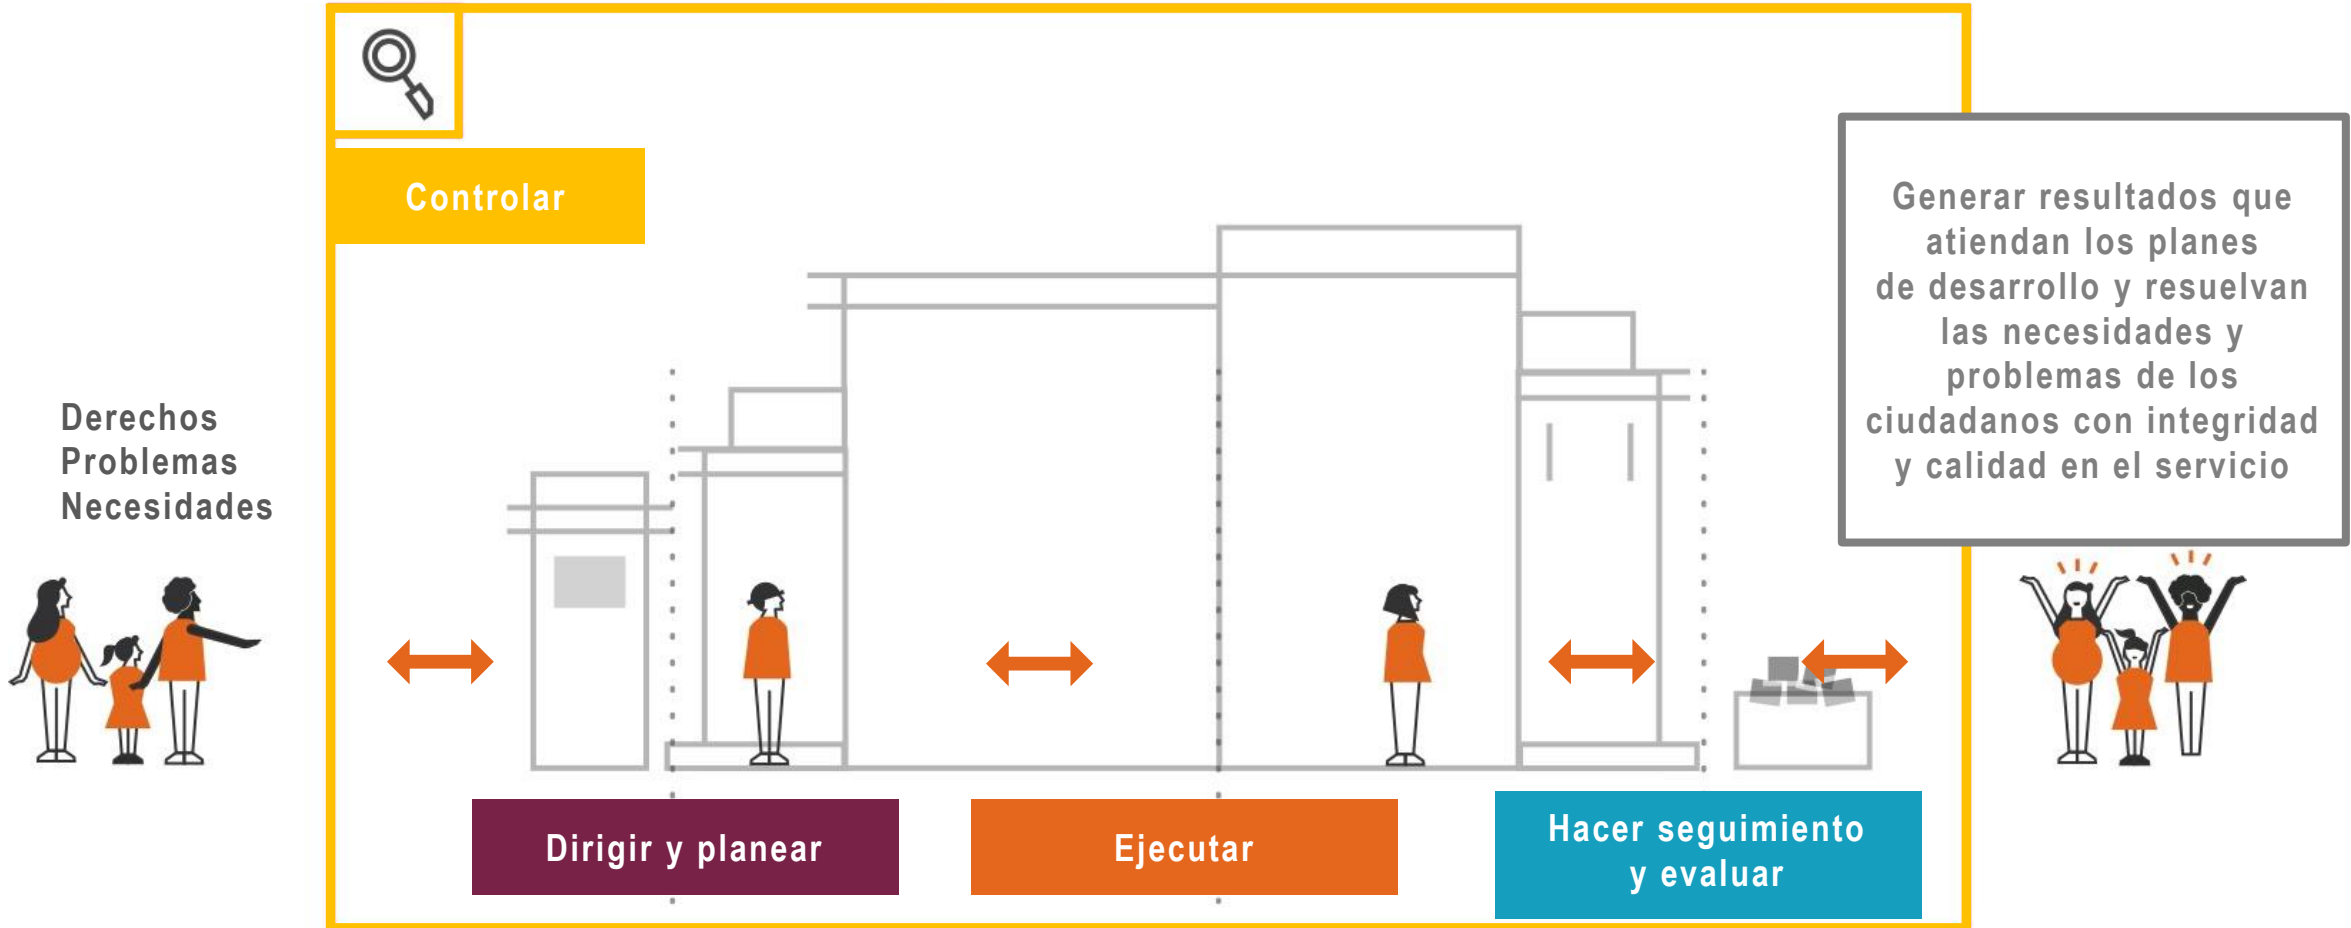 Controlar
Derechos
Problemas
Necesidades
Generar resultados que
atiendan los planes
de desarrollo y resuelvan
las necesidades y
problemas de los
ciudadanos con integridad
y calidad en el servicio
Dirigir y planear
Ejecutar
Hacer seguimiento
y evaluar